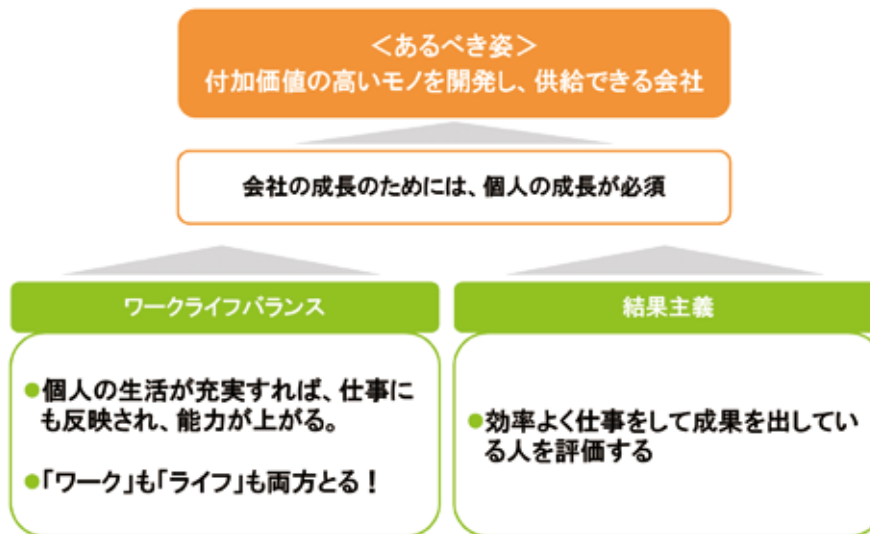 ＜あるべき姿＞
付加価値の高いモノを開発し、供給できる会社
会社の成長のためには、個人の成長が必須
ワークライフバランス
●個人の生活が充実すれば、仕事に
も反映され、能力が上がる。
●「ワーク」も「ライフ」も両方とる！
結果主義
●効率よく仕事をして成果を出してい
る人を評価する